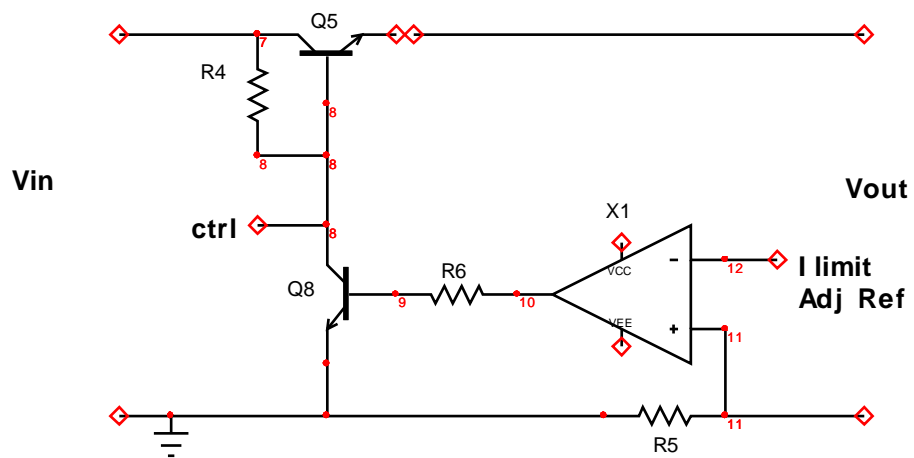 Q5
7
R4
8
8
8
Vin
Vout
X1
ctrl
8
VCC
-
12
I limit
R6
Adj Ref
Q8
9
10
VEE
+
11
11
R5